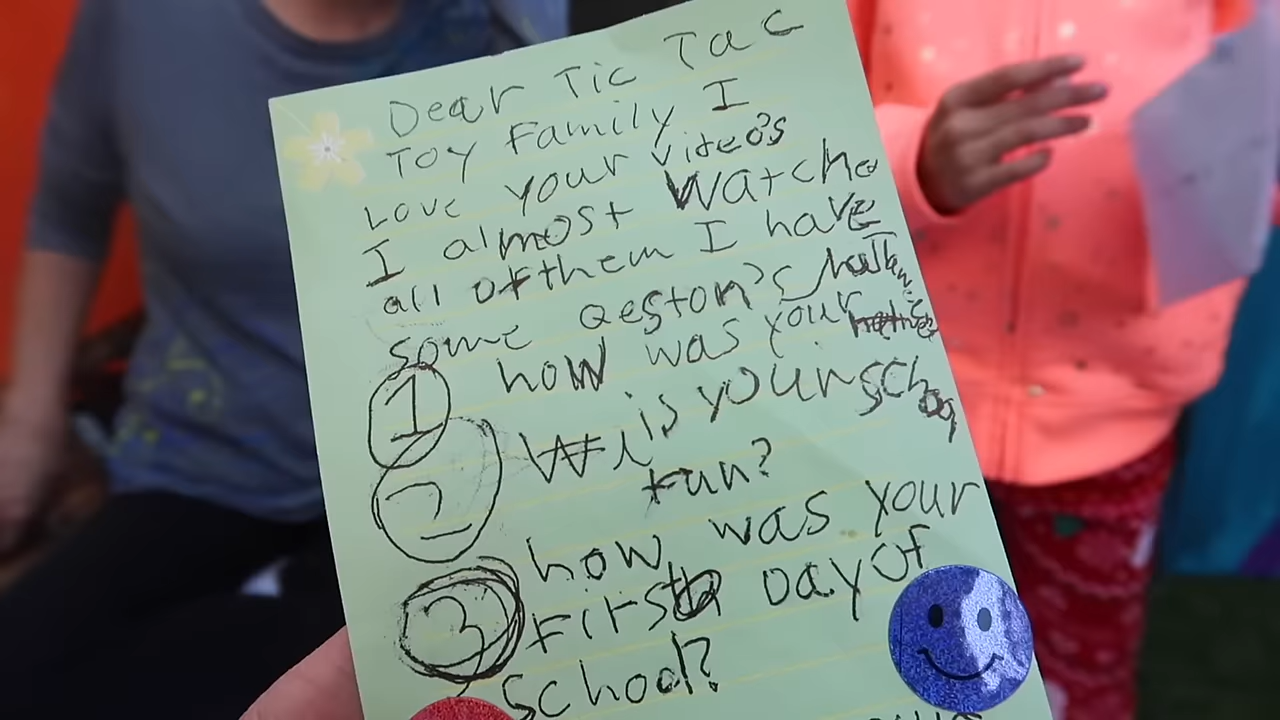 Dear Tic Tac
Toy Family I
Love your viteo's
I almost watche
all of them I have
some Qeston's
1 how was your
2 is your school
fun?
3 how was your
First Day of
School?